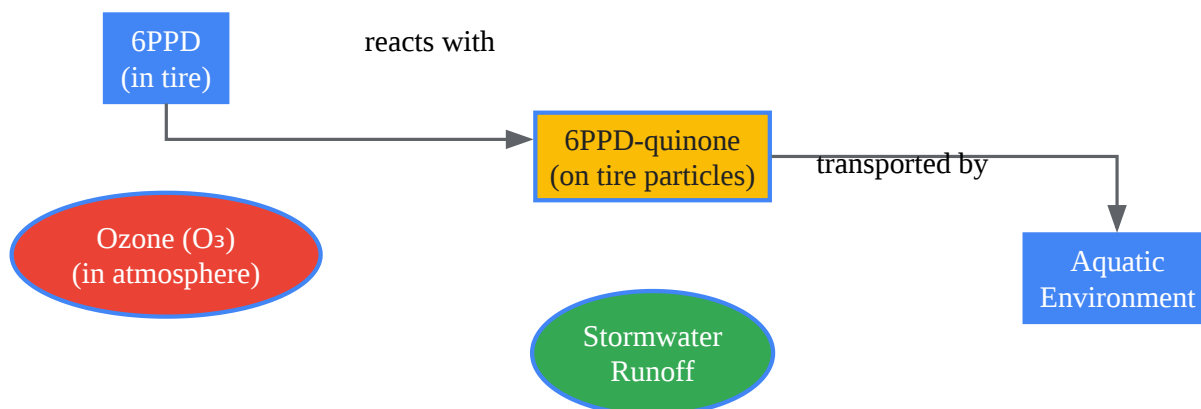 6PPD
(in tire)
reacts with
6PPD-quinone
(on tire particles)
transported by
Ozone (O₃)
(in atmosphere)
Aquatic
Environment
Stormwater
Runoff